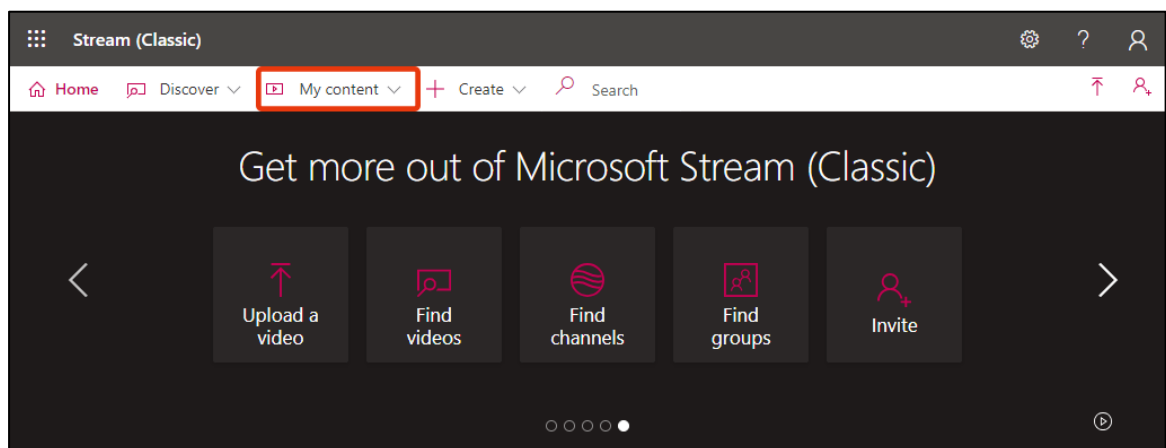 Stream (Classic)
?
Home Discover My content Create Search
Get more out of Microsoft Stream (Classic)
Upload a
video
Find
videos
Find
channels
Find
groups
Invite